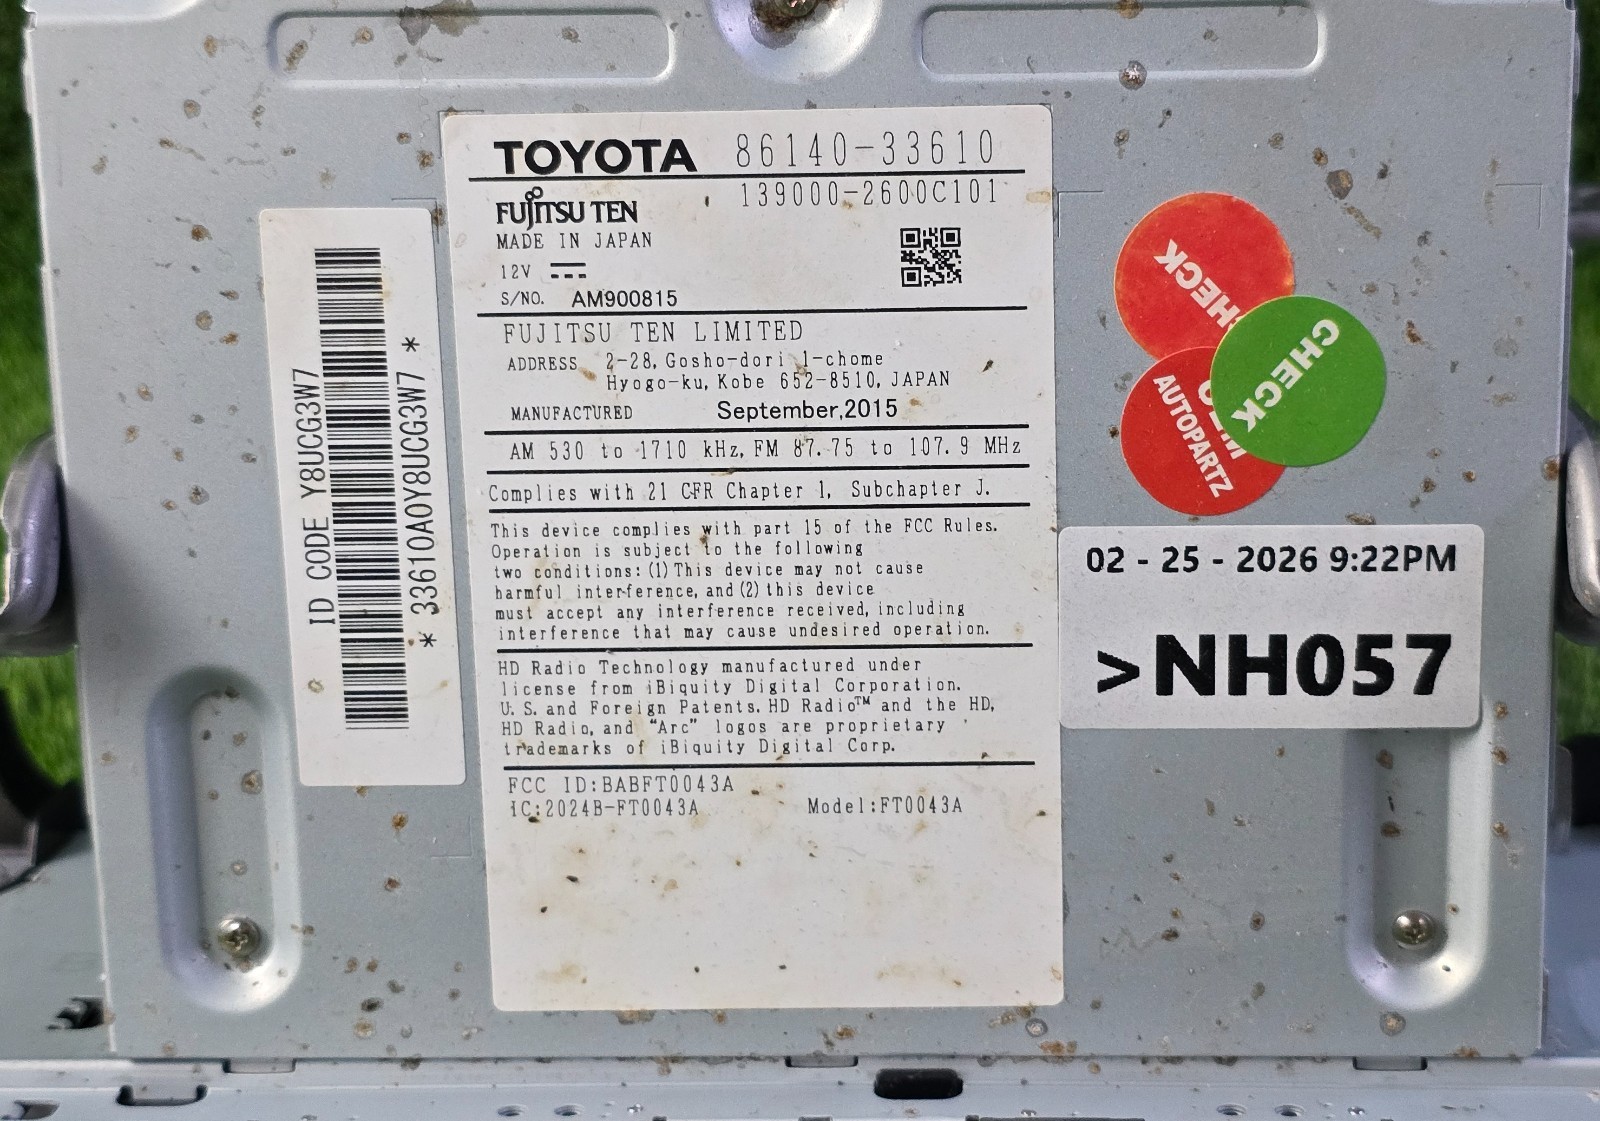 TOYOTA 86140-33610
FUJITSU TEN 139000-2600C101
MADE IN JAPAN
12V
S/NO. AM900815
FUJITSU TEN LIMITED
ADDRESS 2-28, Gosho-dori 1-chome
Hyogo-ku, Kobe 652-8510, JAPAN
MANUFACTURED September,2015
AM 530 to 1710 kHz, FM 87.75 to 107.9 MHz
Complies with 21 CFR Chapter 1, Subchapter J.
This device complies with part 15 of the FCC Rules.
Operation is subject to the following
two conditions: (1) This device may not cause
harmful interference, and (2) this device
must accept any interference received, including
interference that may cause undesired operation.
HD Radio Technology manufactured under
license from iBiquity Digital Corporation.
U.S. and Foreign Patents. HD Radio™ and the HD,
HD Radio, and “Arc” logos are proprietary
trademarks of iBiquity Digital Corp.
FCC ID:BABFT0043A
IC:2024B-FT0043A Model:FT0043A
ID CODE Y8UCG3W7
* 33610A0Y8UCG3W7 *
CHECK
CHECK
AUTOPARTZ
02 - 25 - 2026 9:22PM
>NH057